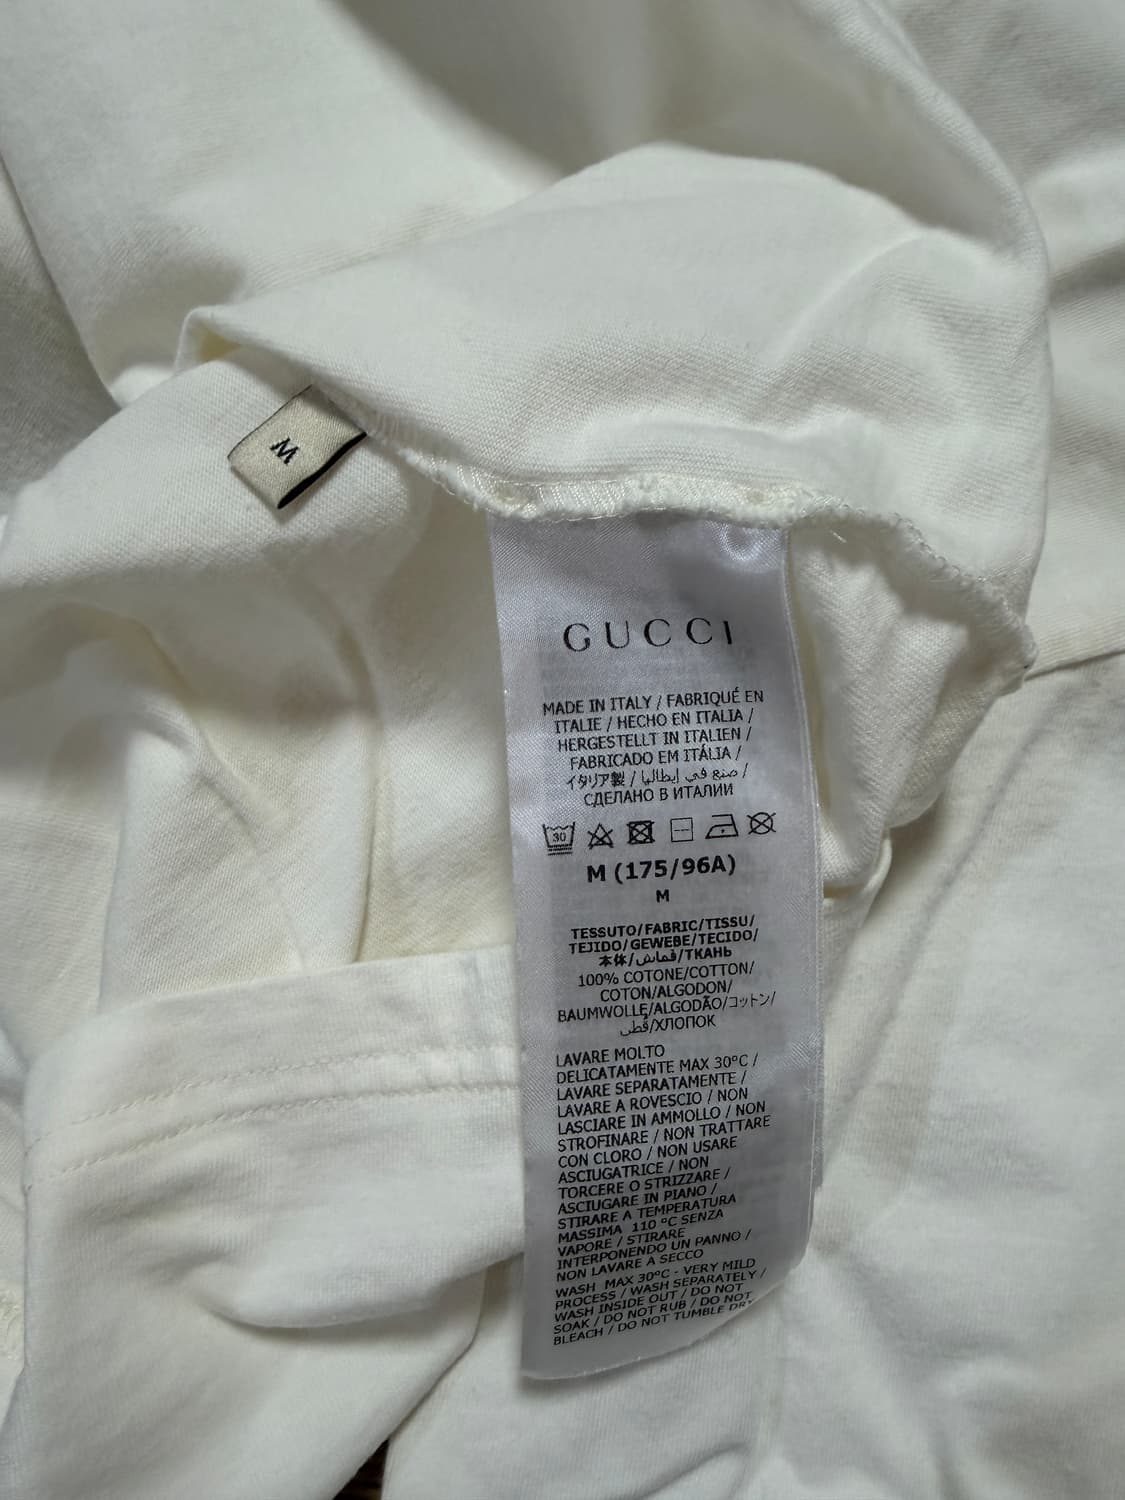 M
GUCCI
MADE IN ITALY / FABRIQUÉ EN
ITALIE / HECHO EN ITALIA /
HERGESTELLT IN ITALIEN /
FABRICADO EM ITÁLIA /
イタリア製 / صنع في إيطاليا /
СДЕЛАНО В ИТАЛИИ
30
M (175/96A)
M
TESSUTO/FABRIC/TISSU/
TEJIDO/GEWEBE/TECIDO/
本体/قماش/ТКАНЬ
100% COTONE/COTTON/
COTON/ALGODON/
BAUMWOLLE/ALGODÃO/コットン/
قطن/ХЛОПОК
LAVARE MOLTO
DELICATAMENTE MAX 30°C /
LAVARE SEPARATAMENTE /
LAVARE A ROVESCIO / NON
LASCIARE IN AMMOLLO / NON
STROFINARE / NON TRATTARE
CON CLORO / NON USARE
ASCIUGATRICE / NON
TORCERE O STRIZZARE /
ASCIUGARE IN PIANO /
STIRARE A TEMPERATURA
MASSIMA 110 °C SENZA
VAPORE / STIRARE
INTERPONENDO UN PANNO /
NON LAVARE A SECCO
WASH MAX 30°C - VERY MILD
PROCESS / WASH SEPARATELY /
WASH INSIDE OUT / DO NOT
SOAK / DO NOT RUB / DO NOT
BLEACH / DO NOT TUMBLE DRY